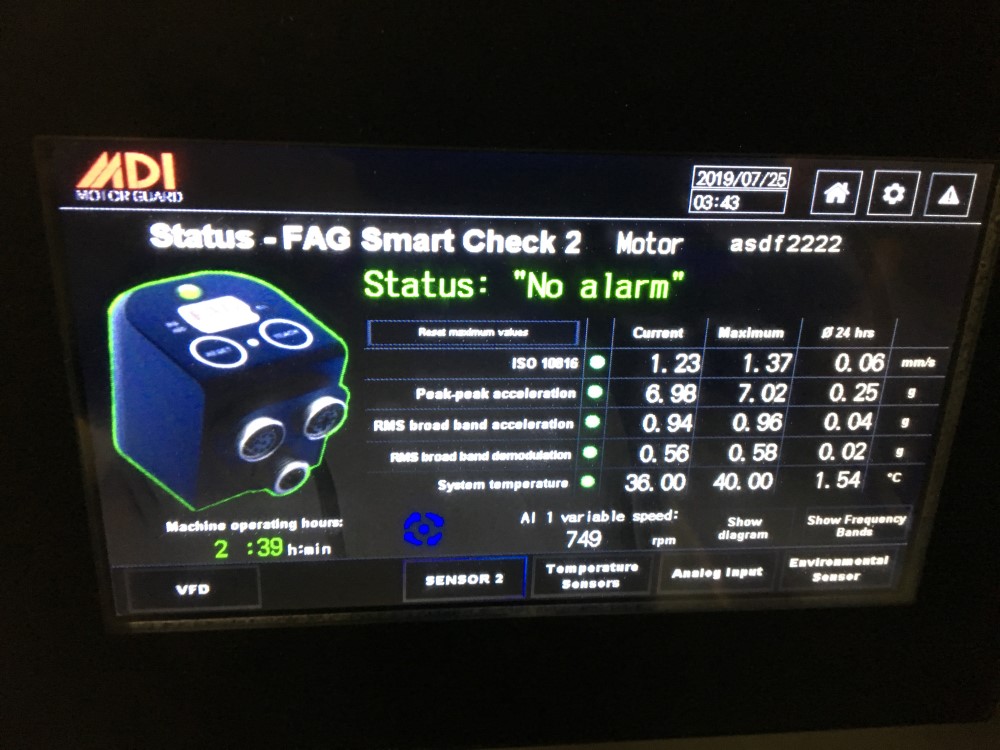 MDI
MOTOR GUARD
2019/07/25
03:43
Status - FAG Smart Check 2 Motor asdf2222
Status: "No alarm"
Reset maximum values Current Maximum Ø 24 hrs
ISO 10816 1.23 1.37 0.06 mm/s
Peak-peak acceleration 6.98 7.02 0.25 g
RMS broad band acceleration 0.94 0.96 0.04 g
RMS broad band demodulation 0.56 0.58 0.02 g
System temperature 36.00 40.00 1.54 °C
RESET
TEACH
Machine operating hours:
2 :39 h:min
AI 1 variable speed:
749 rpm
Show
diagram
Show Frequency
Bands
VFD
SENSOR 2
Temperature
Sensors
Analog Input
Environmental
Sensor